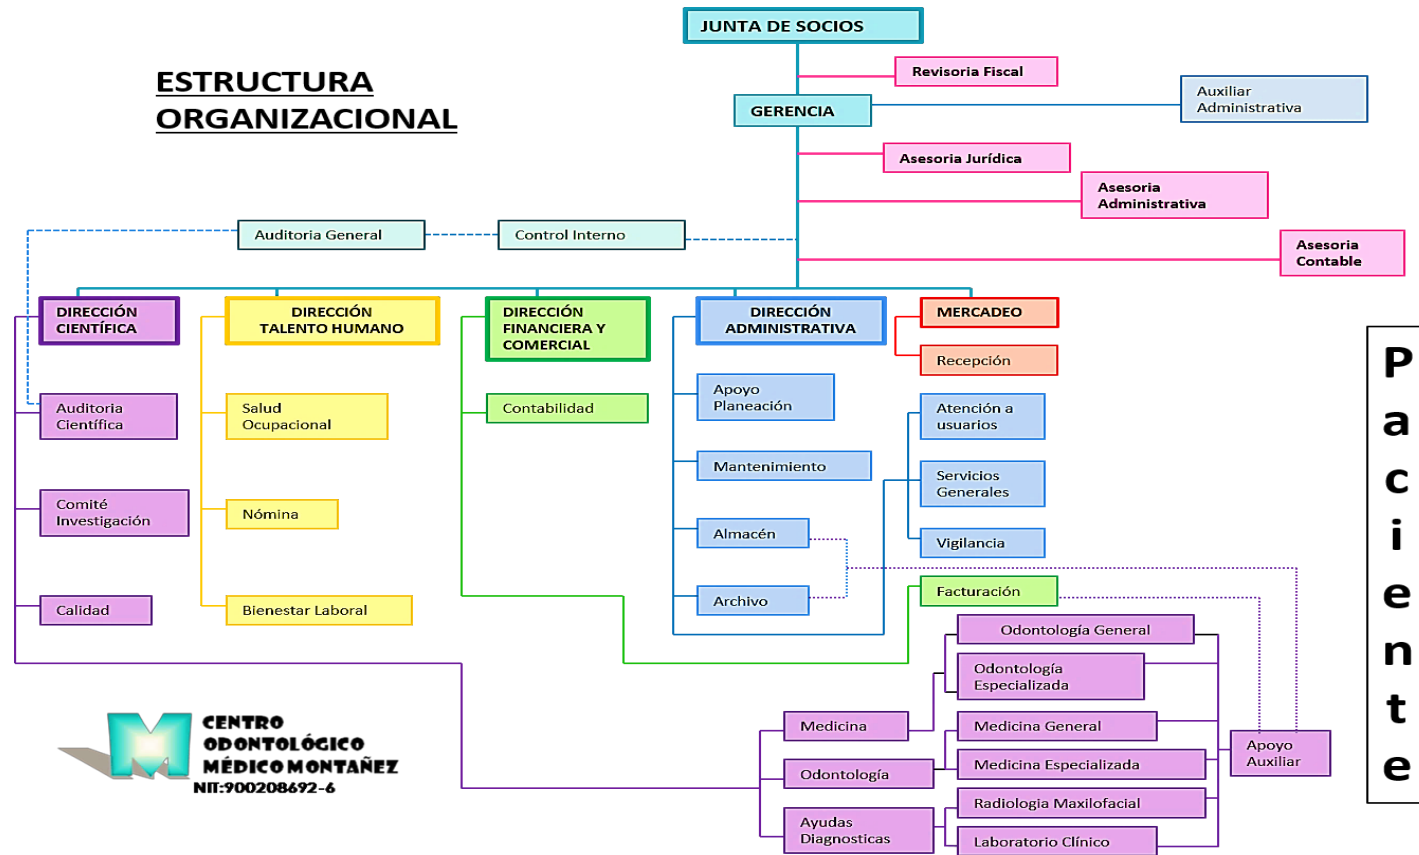 JUNTA DE SOCIOS
ESTRUCTURA
ORGANIZACIONAL
Revisoria Fiscal
GERENCIA
Auxiliar
Administrativa
Asesoria Jurídica
Asesoria
Administrativa
Auditoria General
Control Interno
Asesoria
Contable
DIRECCIÓN
CIENTÍFICA
DIRECCIÓN
TALENTO HUMANO
DIRECCIÓN
FINANCIERA Y
COMERCIAL
DIRECCIÓN
ADMINISTRATIVA
MERCADEO
Recepción
Auditoria
Científica
Salud
Ocupacional
Contabilidad
Apoyo
Planeación
Atención a
usuarios
Mantenimiento
Servicios
Generales
Comité
Investigación
Nómina
Almacén
Vigilancia
Calidad
Bienestar Laboral
Archivo
Facturación
Odontología General
Odontología
Especializada
Medicina
Medicina General
Odontología
Medicina Especializada
Ayudas
Diagnosticas
Radiologia Maxilofacial
Laboratorio Clínico
Apoyo
Auxiliar
Paciente
M CENTRO
ODONTOLÓGICO
MÉDICO MONTAÑEZ
NIT:900208692-6